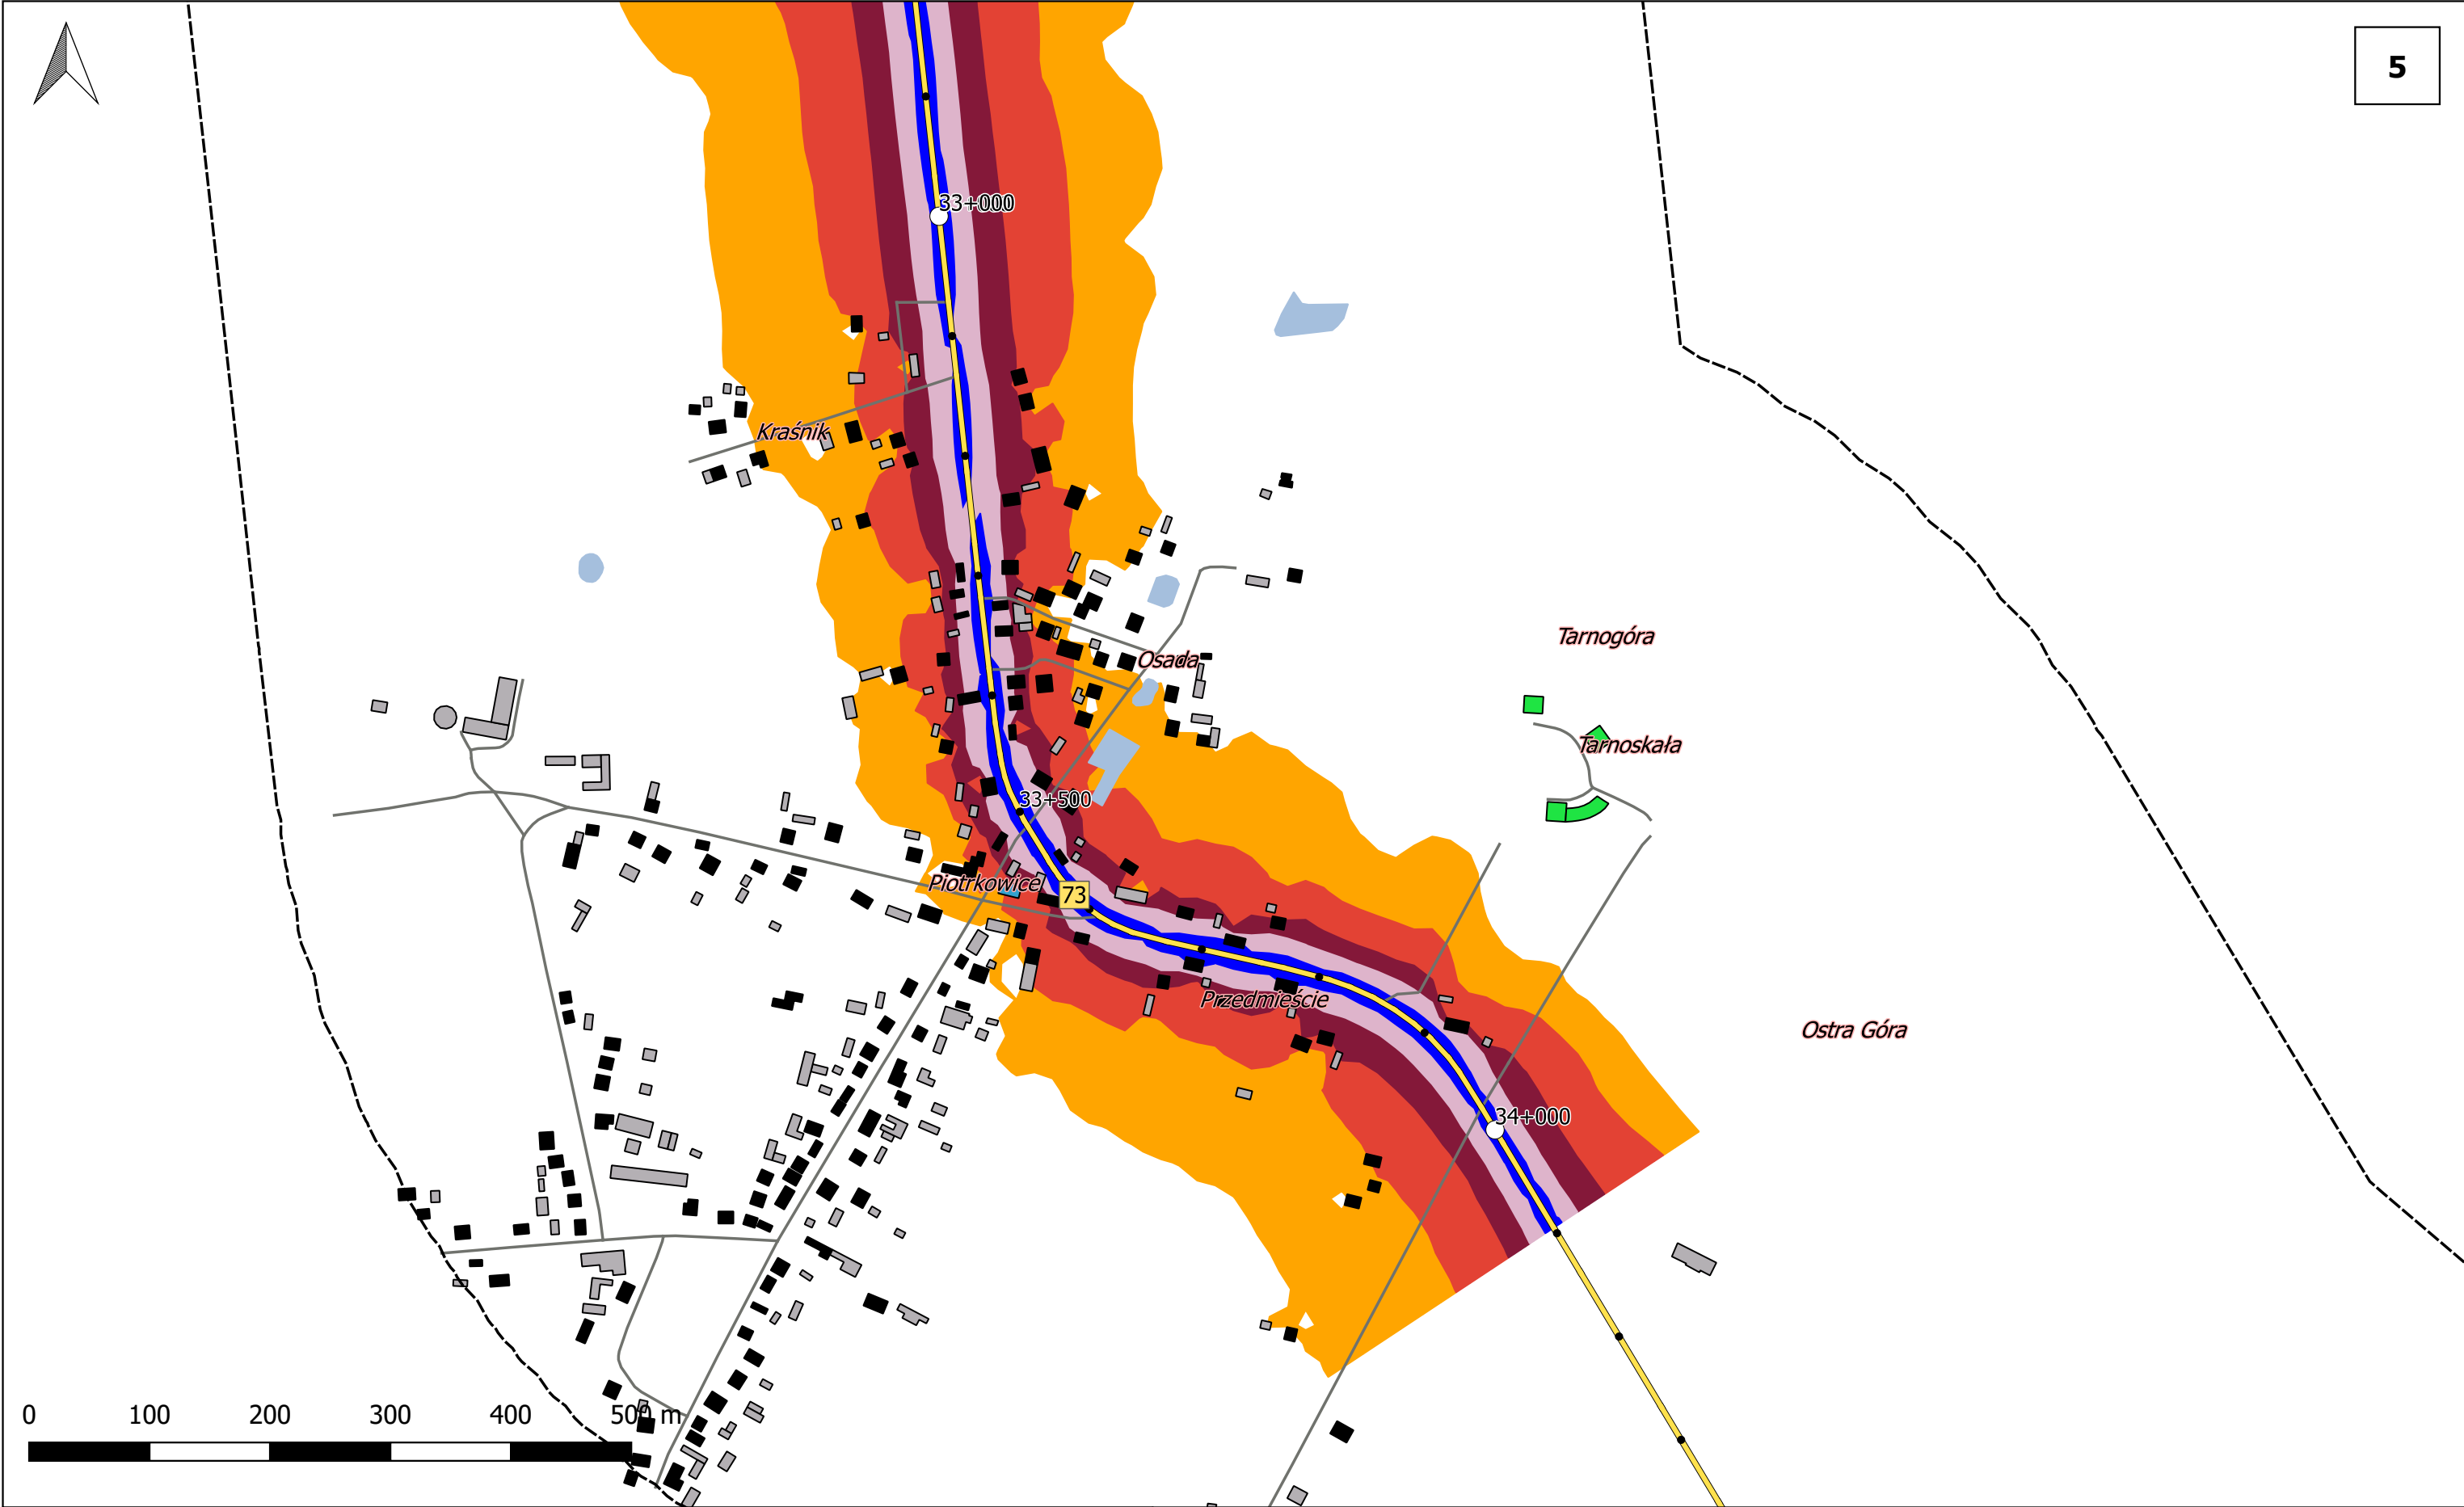 5
33+000
Kraśnik
Tarnogóra
Osada
Tarnoskała
33+500
Piotrkowice
73
Przedmieście
Ostra Góra
34+000
0 100 200 300 400 500 m